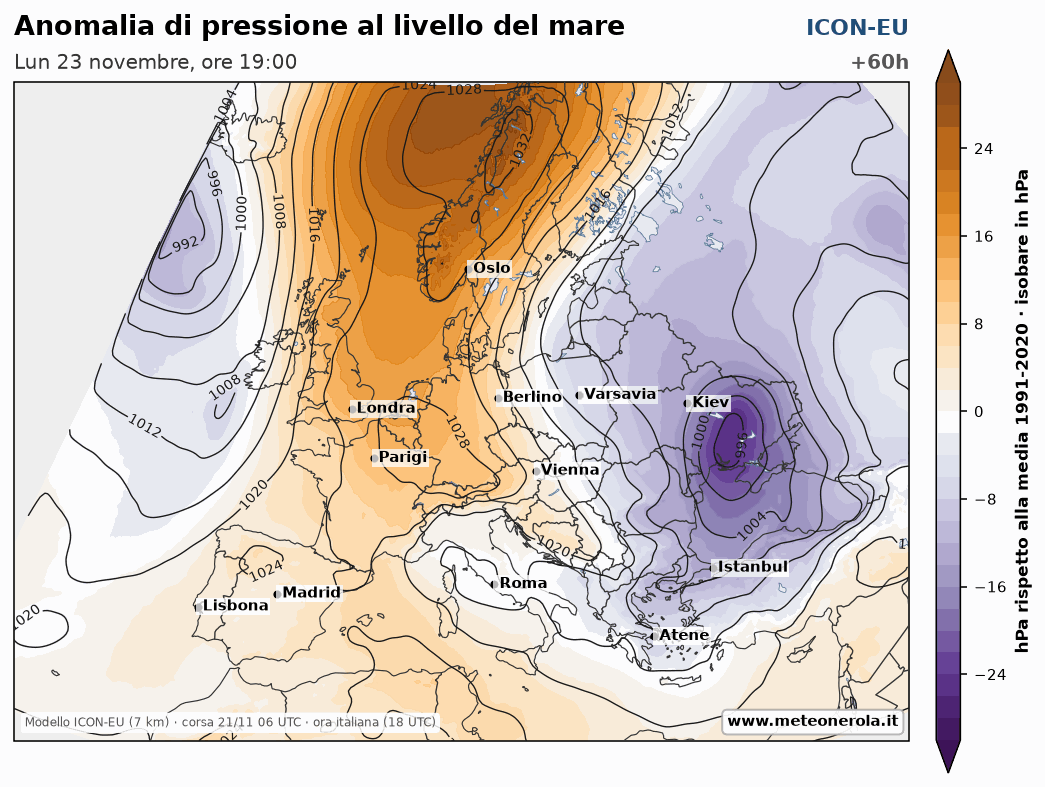 Anomalia di pressione al livello del mare
ICON-EU
Lun 23 novembre, ore 19:00
+60h
1004
1024
1028
1012
1032
996
1000
1008
1016
1016
992
0
Oslo
24
16
8
0
−8
−16
−24
hPa rispetto alla media 1991-2020 · isobare in hPa
1008
1012
Londra
Berlino
Varsavia
Kiev
1028
1000
996
Parigi
Vienna
1020
1004
1020
1024
Istanbul
Madrid
Roma
Lisbona
1020
Atene
Modello ICON-EU (7 km) · corsa 21/11 06 UTC · ora italiana (18 UTC)
www.meteonerola.it